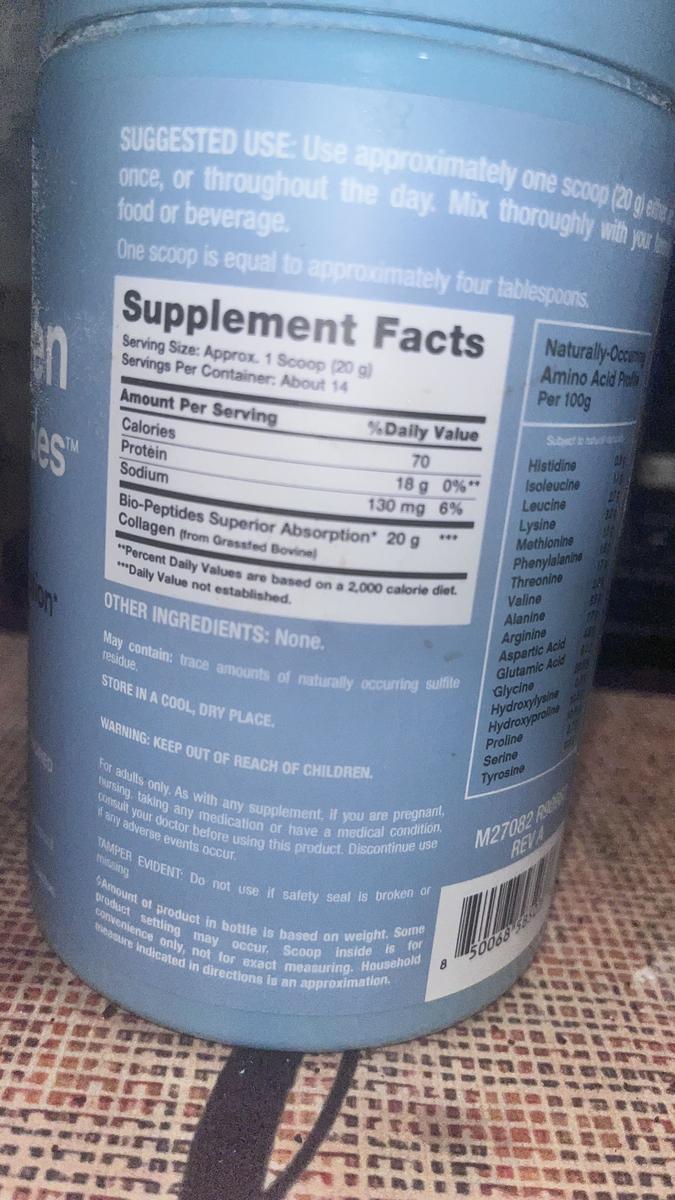 SUGGESTED USE: Use approximately one scoop (20 g)
once, or throughout the day. Mix thoroughly with your
food or beverage.
One scoop is equal to approximately four tablespoons.
Supplement Facts
Serving Size: Approx. 1 Scoop (20 g)
Servings Per Container: About 14
Amount Per Serving %Daily Value
Calories 70
Protein 18 g 0%**
Sodium 130 mg 6%
Bio-Peptides Superior Absorption* 20 g ***
Collagen (from Grassfed Bovine)
**Percent Daily Values are based on a 2,000 calorie diet.
***Daily Value not established.
OTHER INGREDIENTS: None.
May contain: trace amounts of naturally occurring sulfite
residue.
STORE IN A COOL, DRY PLACE.
WARNING: KEEP OUT OF REACH OF CHILDREN.
For adults only. As with any supplement, if you are pregnant,
nursing, taking any medication or have a medical condition,
consult your doctor before using this product. Discontinue use
if any adverse events occur.
TAMPER EVIDENT: Do not use if safety seal is broken or
missing
§Amount of product in bottle is based on weight. Some
product settling may occur. Scoop inside is for
convenience only, not for exact measuring. Household
measure indicated in directions is an approximation.
Naturally-Occurring
Amino Acid Profile
Per 100g
Subject to natural
Histidine
Isoleucine
Leucine
Lysine
Methionine
Phenylalanine
Threonine
Valine
Alanine
Arginine
Aspartic Acid
Glutamic Acid
Glycine
Hydroxylysine
Hydroxyproline
Proline
Serine
Tyrosine
M27082
REV A
8 50068
en
des™